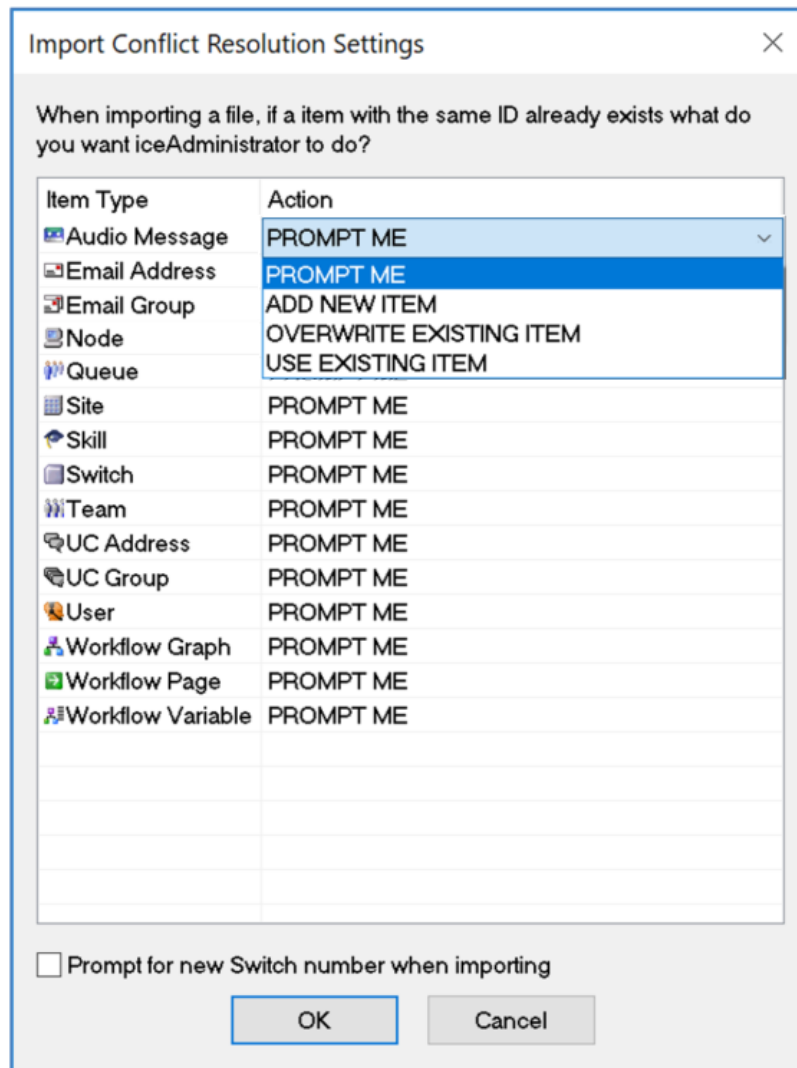 Import Conflict Resolution Settings
When importing a file, if a item with the same ID already exists what do
you want iceAdministrator to do?
Item Type Action
Audio Message PROMPT ME
Email Address PROMPT ME
Email Group ADD NEW ITEM
Node OVERWRITE EXISTING ITEM
Queue USE EXISTING ITEM
Site PROMPT ME
Skill PROMPT ME
Switch PROMPT ME
Team PROMPT ME
UC Address PROMPT ME
UC Group PROMPT ME
User PROMPT ME
Workflow Graph PROMPT ME
Workflow Page PROMPT ME
Workflow Variable PROMPT ME
Prompt for new Switch number when importing
OK Cancel